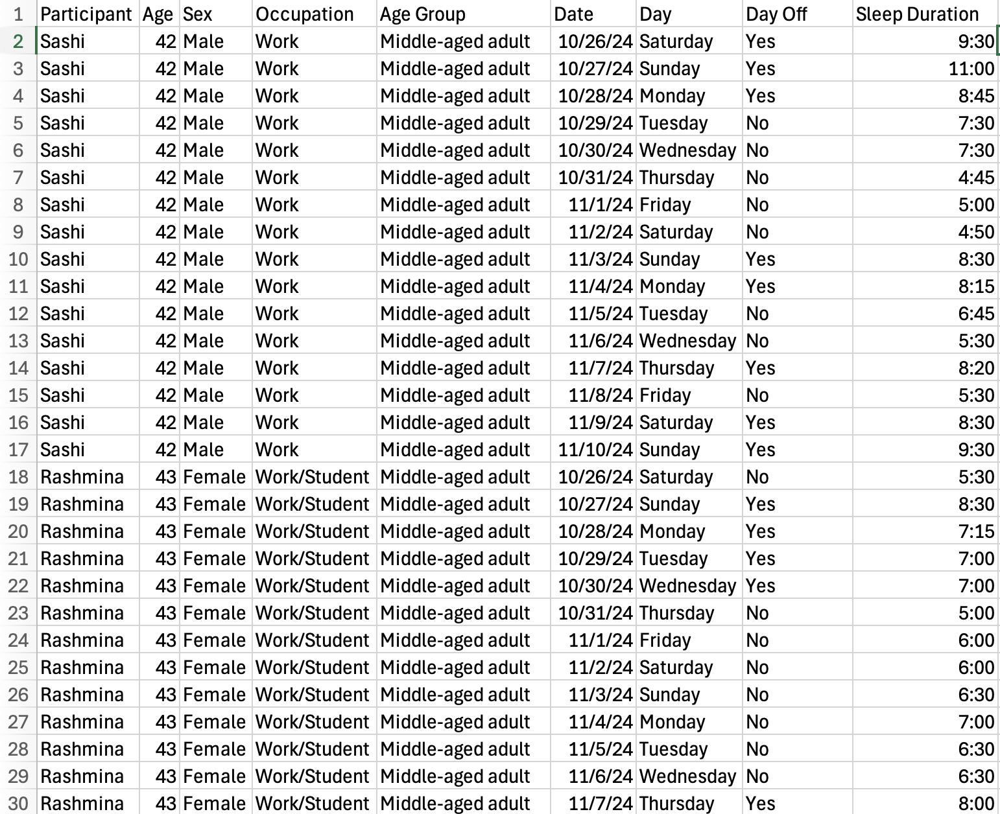 1 Participant Age Sex Occupation Age Group Date Day Day Off Sleep Duration
2 Sashi 42 Male Work Middle-aged adult 10/26/24 Saturday Yes 9:30
3 Sashi 42 Male Work Middle-aged adult 10/27/24 Sunday Yes 11:00
4 Sashi 42 Male Work Middle-aged adult 10/28/24 Monday Yes 8:45
5 Sashi 42 Male Work Middle-aged adult 10/29/24 Tuesday No 7:30
6 Sashi 42 Male Work Middle-aged adult 10/30/24 Wednesday No 7:30
7 Sashi 42 Male Work Middle-aged adult 10/31/24 Thursday No 4:45
8 Sashi 42 Male Work Middle-aged adult 11/1/24 Friday No 5:00
9 Sashi 42 Male Work Middle-aged adult 11/2/24 Saturday No 4:50
10 Sashi 42 Male Work Middle-aged adult 11/3/24 Sunday Yes 8:30
11 Sashi 42 Male Work Middle-aged adult 11/4/24 Monday Yes 8:15
12 Sashi 42 Male Work Middle-aged adult 11/5/24 Tuesday No 6:45
13 Sashi 42 Male Work Middle-aged adult 11/6/24 Wednesday No 5:30
14 Sashi 42 Male Work Middle-aged adult 11/7/24 Thursday Yes 8:20
15 Sashi 42 Male Work Middle-aged adult 11/8/24 Friday No 5:30
16 Sashi 42 Male Work Middle-aged adult 11/9/24 Saturday Yes 8:30
17 Sashi 42 Male Work Middle-aged adult 11/10/24 Sunday Yes 9:30
18 Rashmina 43 Female Work/Student Middle-aged adult 10/26/24 Saturday No 5:30
19 Rashmina 43 Female Work/Student Middle-aged adult 10/27/24 Sunday Yes 8:30
20 Rashmina 43 Female Work/Student Middle-aged adult 10/28/24 Monday Yes 7:15
21 Rashmina 43 Female Work/Student Middle-aged adult 10/29/24 Tuesday Yes 7:00
22 Rashmina 43 Female Work/Student Middle-aged adult 10/30/24 Wednesday Yes 7:00
23 Rashmina 43 Female Work/Student Middle-aged adult 10/31/24 Thursday No 5:00
24 Rashmina 43 Female Work/Student Middle-aged adult 11/1/24 Friday No 6:00
25 Rashmina 43 Female Work/Student Middle-aged adult 11/2/24 Saturday No 6:00
26 Rashmina 43 Female Work/Student Middle-aged adult 11/3/24 Sunday No 6:30
27 Rashmina 43 Female Work/Student Middle-aged adult 11/4/24 Monday No 7:00
28 Rashmina 43 Female Work/Student Middle-aged adult 11/5/24 Tuesday No 6:30
29 Rashmina 43 Female Work/Student Middle-aged adult 11/6/24 Wednesday No 6:30
30 Rashmina 43 Female Work/Student Middle-aged adult 11/7/24 Thursday Yes 8:00